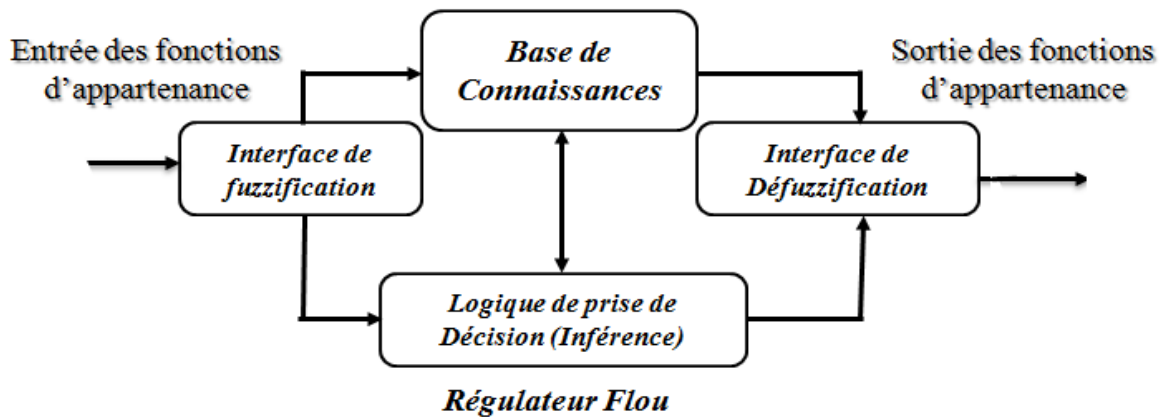 Entrée des fonctions
d’appartenance
Base de
Connaissances
Sortie des fonctions
d’appartenance
Interface de
fuzzification
Interface de
Défuzzification
Logique de prise de
Décision (Inférence)
Régulateur Flou